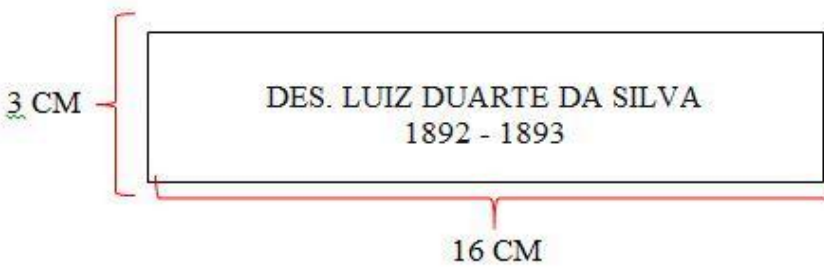 3 CM
DES. LUIZ DUARTE DA SILVA
1892 - 1893
16 CM